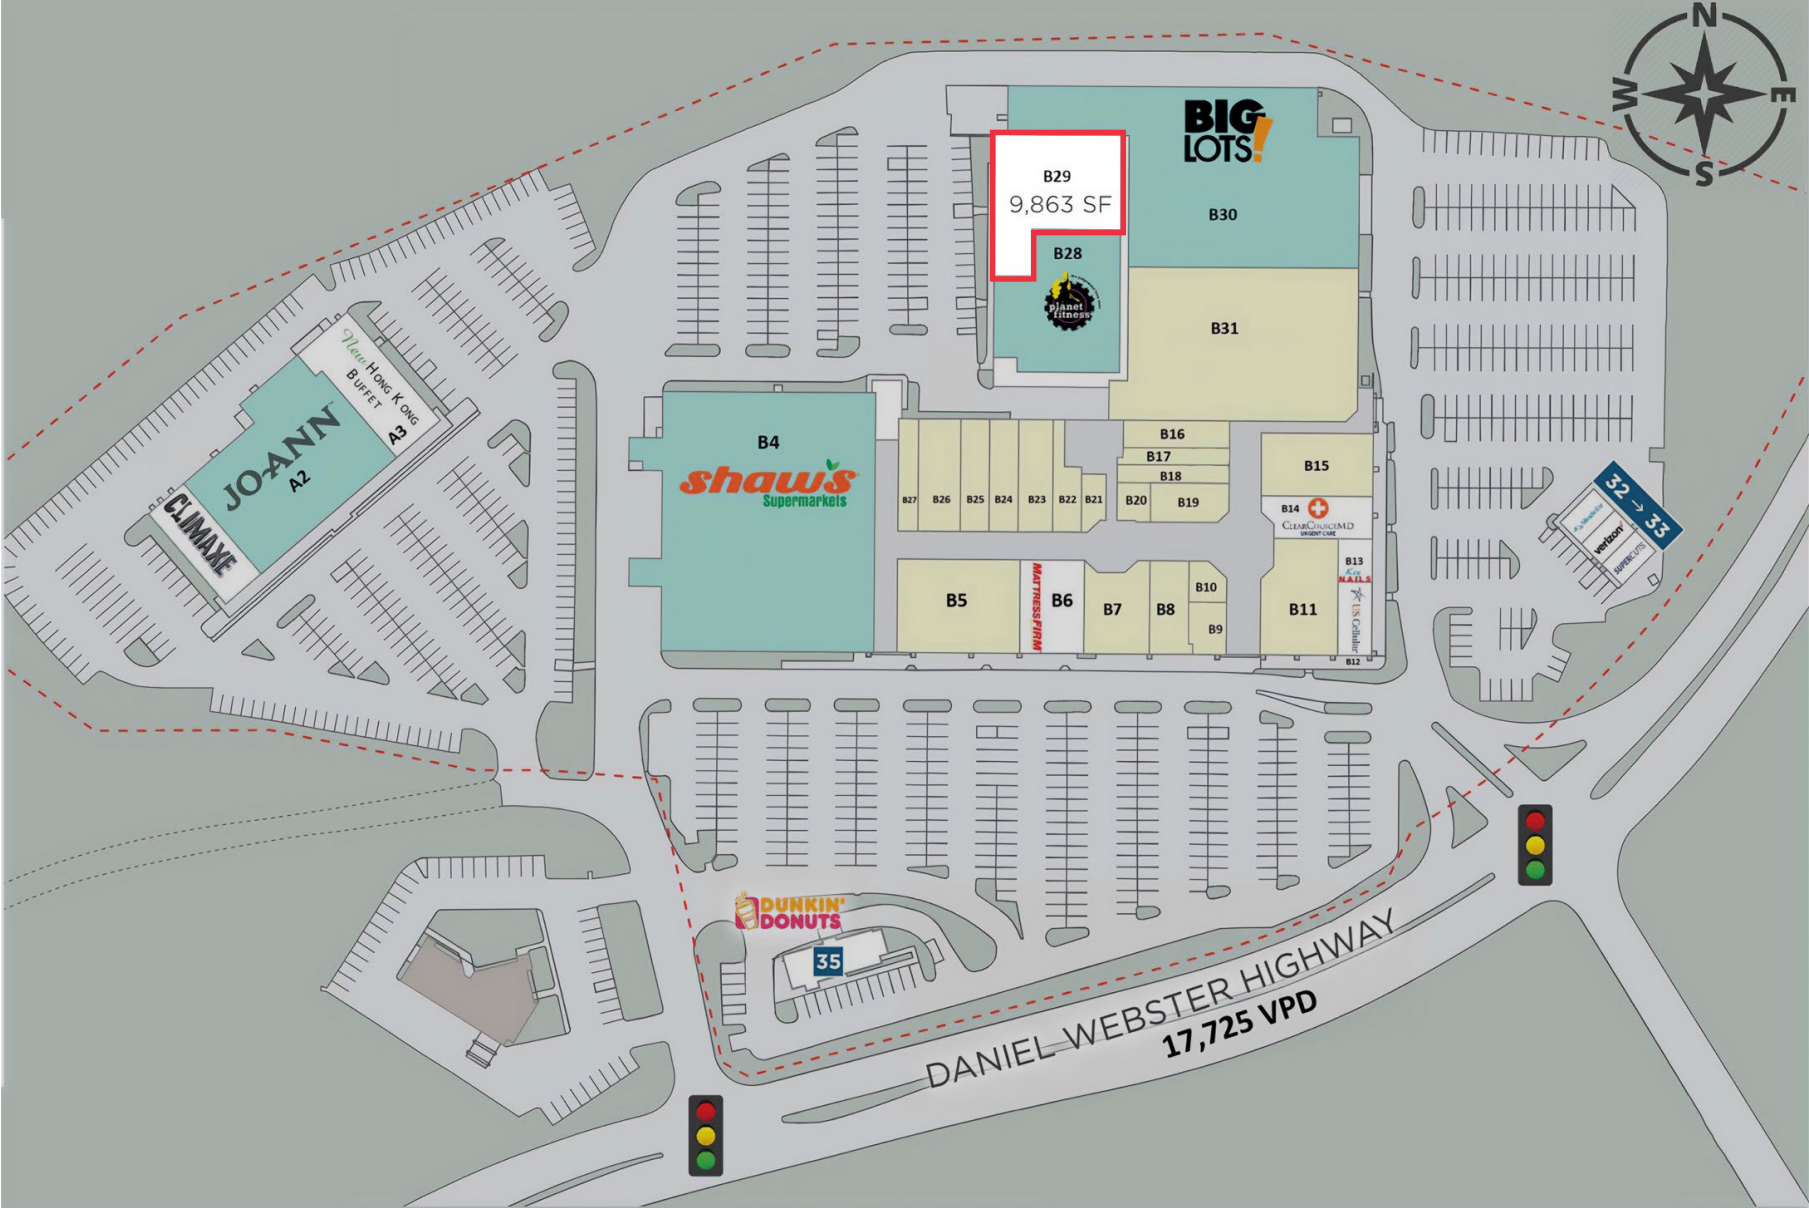 N
W
E
S
BIG
LOTS!
B29
9,863 SF
B30
B28
planet
fitness
B31
New Hong Kong
Buffet
A3
JO-ANN
A2
CLIMAXE
B4
shaw's
Supermarkets
B16
B17
B18
B20
B19
B15
B27
B26
B25
B24
B23
B22
B21
B14
CLEARCHOICEMD
URGENT CARE
B13
NAILS
US Cellular
B12
B5
MATTRESSFIRM
B6
B7
B8
B10
B9
B11
32 → 33
verizon
SUPERCUTS
DUNKIN'
DONUTS
35
DANIEL WEBSTER HIGHWAY
17,725 VPD